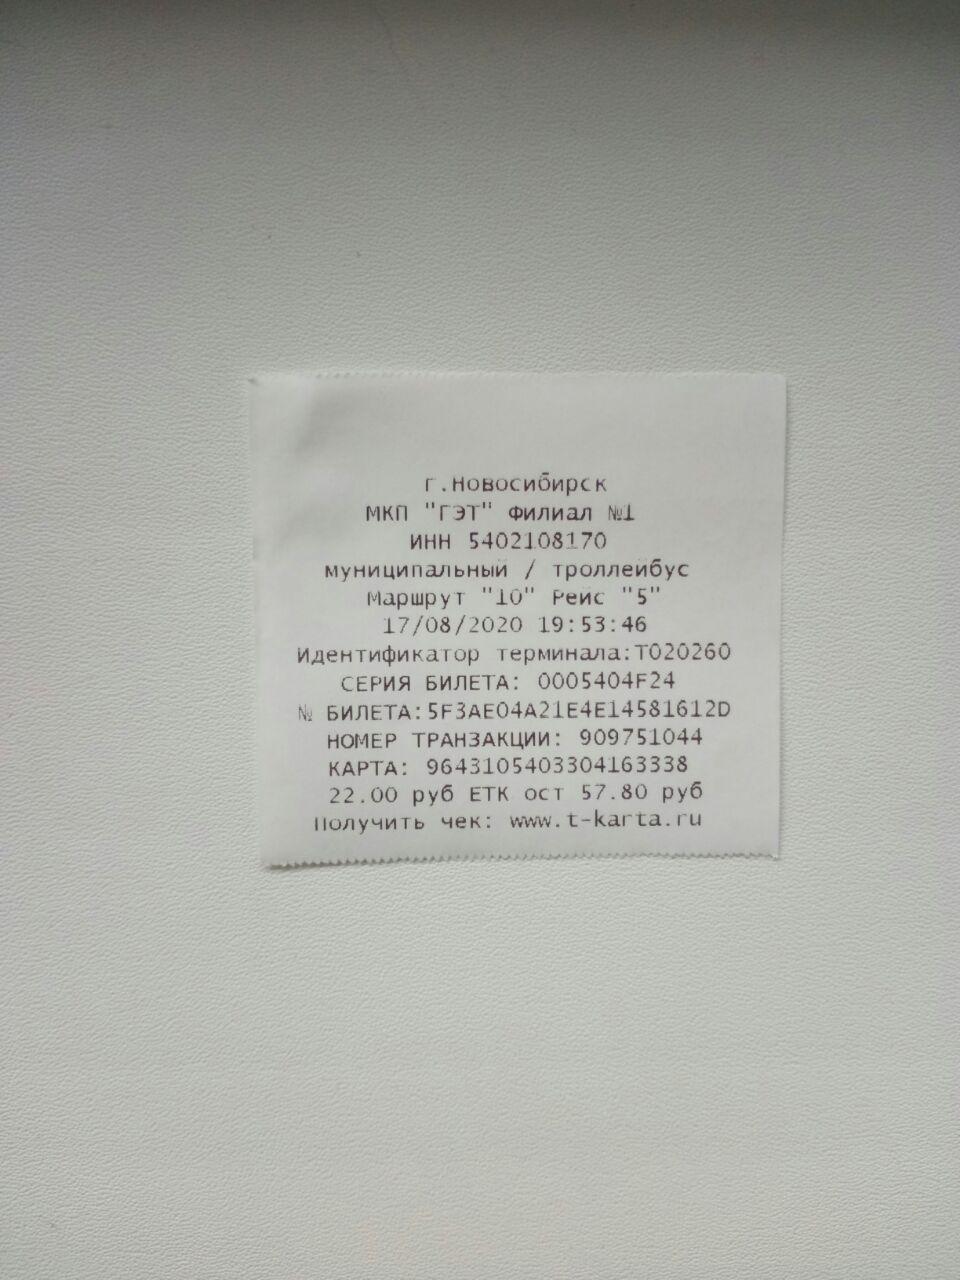 г.Новосибирск
МКП "ГЭТ" Филиал №1
ИНН 5402108170
муниципальный / троллейбус
Маршрут "10" Рейс "5"
17/08/2020 19:53:46
Идентификатор терминала:T020260
СЕРИЯ БИЛЕТА: 0005404F24
№ БИЛЕТА:5F3AE04A21E4E14581612D
НОМЕР ТРАНЗАКЦИИ: 909751044
КАРТА: 9643105403304163338
22.00 руб ЕТК ост 57.80 руб
Получить чек: www.t-karta.ru